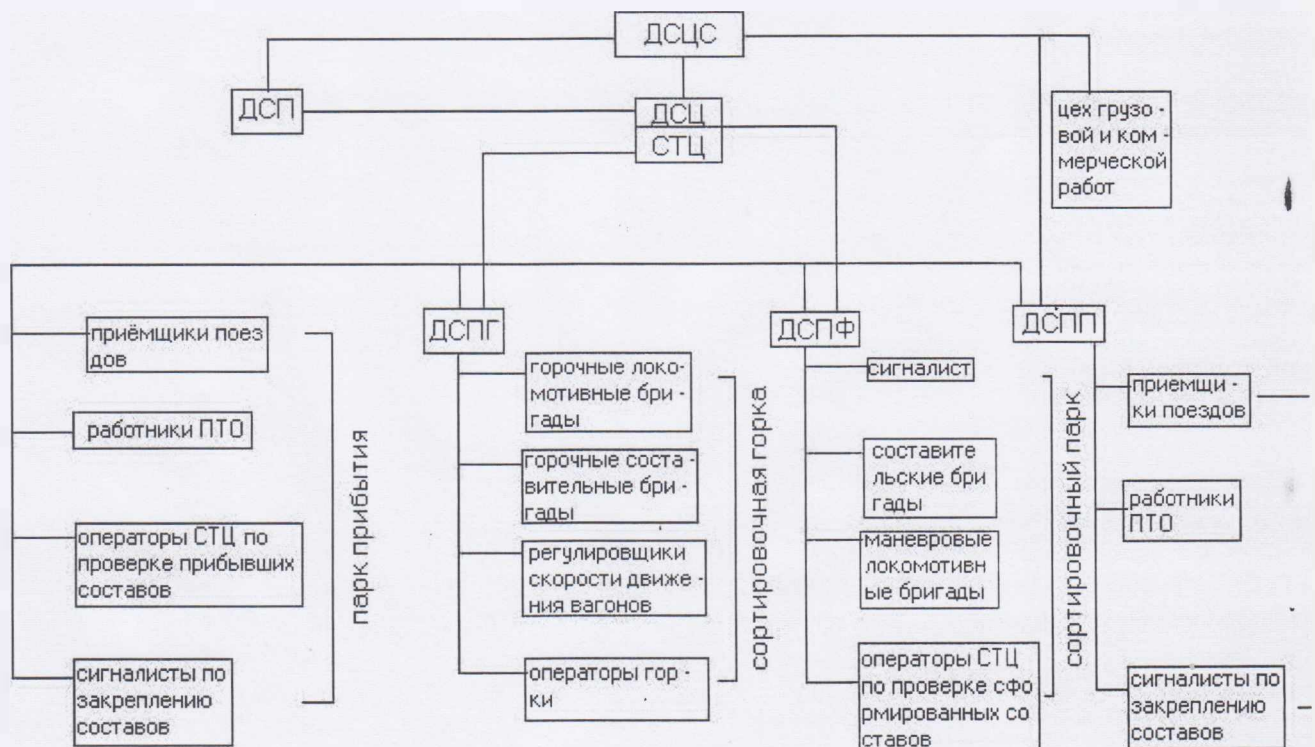 ДСЦС
ДСП
ДСЦ
СТЦ
цех грузо -
вой и ком -
мерческой
работ
ДСПГ
ДСПФ
ДСПП
приёмщики поез
дов
работники ПТО
операторы СТЦ по
проверке прибывших
составов
сигналисты по
закреплению
составов
парк прибытия
горочные локо-
мотивные бри -
гады
горочные соста -
вительные бри -
гады
регулировщики
скорости движе -
ния вагонов
операторы гор -
ки
сортировочная горка
сигналист
составите
льские бри
гады
маневровые
локомотивн
ые бригады
операторы СТЦ
по проверке сфо
рмированных со
ставов
сортировочный парк
приемщи -
ки поездов
работники
ПТО
сигналисты по
закреплению
составов